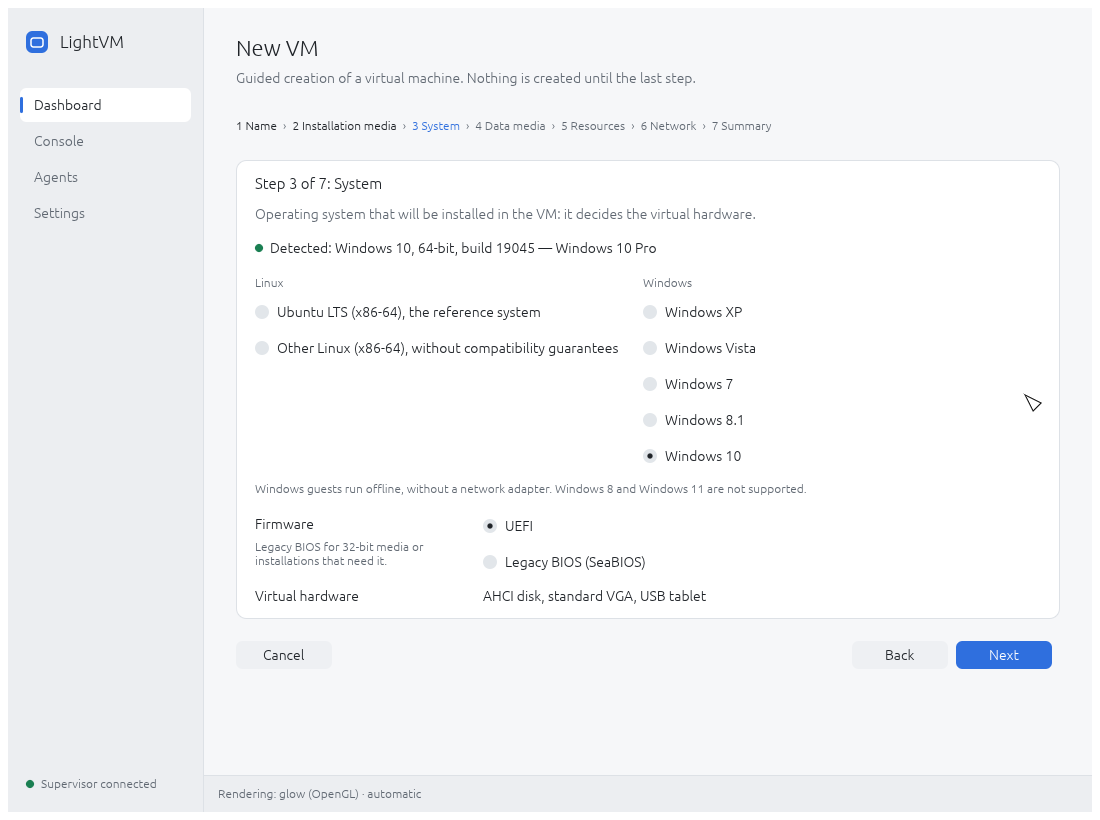 LightVM
Dashboard
Console
Agents
Settings
Supervisor connected
New VM
Guided creation of a virtual machine. Nothing is created until the last step.
1 Name › 2 Installation media › 3 System › 4 Data media › 5 Resources › 6 Network › 7 Summary
Step 3 of 7: System
Operating system that will be installed in the VM: it decides the virtual hardware.
Detected: Windows 10, 64-bit, build 19045 — Windows 10 Pro
Linux
Ubuntu LTS (x86-64), the reference system
Other Linux (x86-64), without compatibility guarantees
Windows
Windows XP
Windows Vista
Windows 7
Windows 8.1
Windows 10
Windows guests run offline, without a network adapter. Windows 8 and Windows 11 are not supported.
Firmware
Legacy BIOS for 32-bit media or
installations that need it.
UEFI
Legacy BIOS (SeaBIOS)
Virtual hardware
AHCI disk, standard VGA, USB tablet
Cancel
Back
Next
Rendering: glow (OpenGL) · automatic